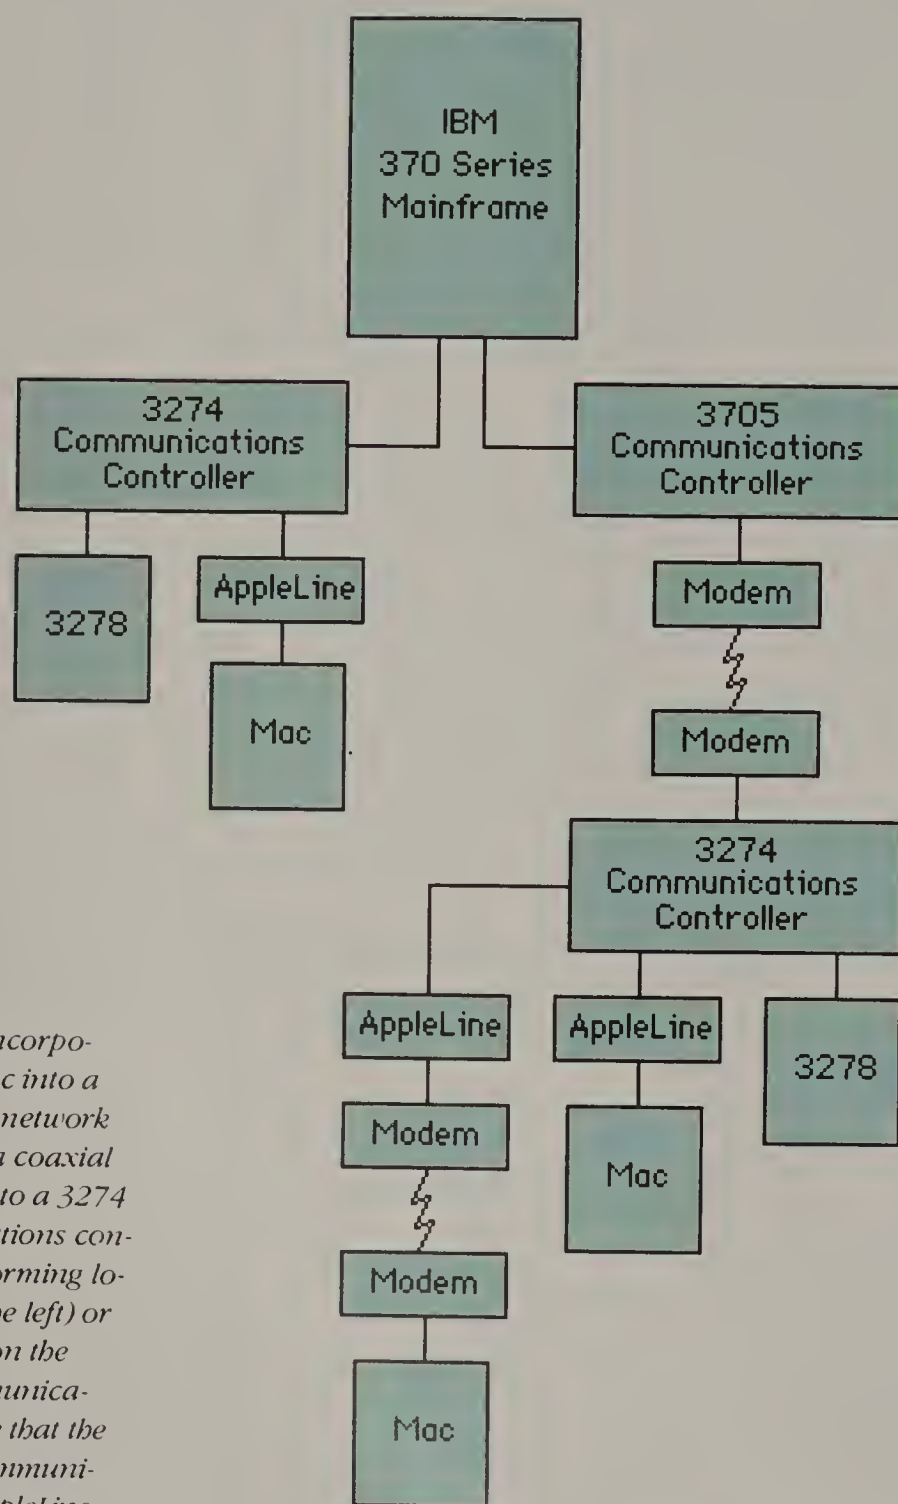 IBM
370 Series
Mainframe
3274
Communications
Controller
3705
Communications
Controller
AppleLine
Modem
3278
Mac
Modem
3274
Communications
Controller
AppleLine
AppleLine
3278
Modem
Mac
Modem
Mac
into a
network
a coaxial
to a 3274
tions con-
orming lo-
left) or
on the
munica-
that the
mmuni-